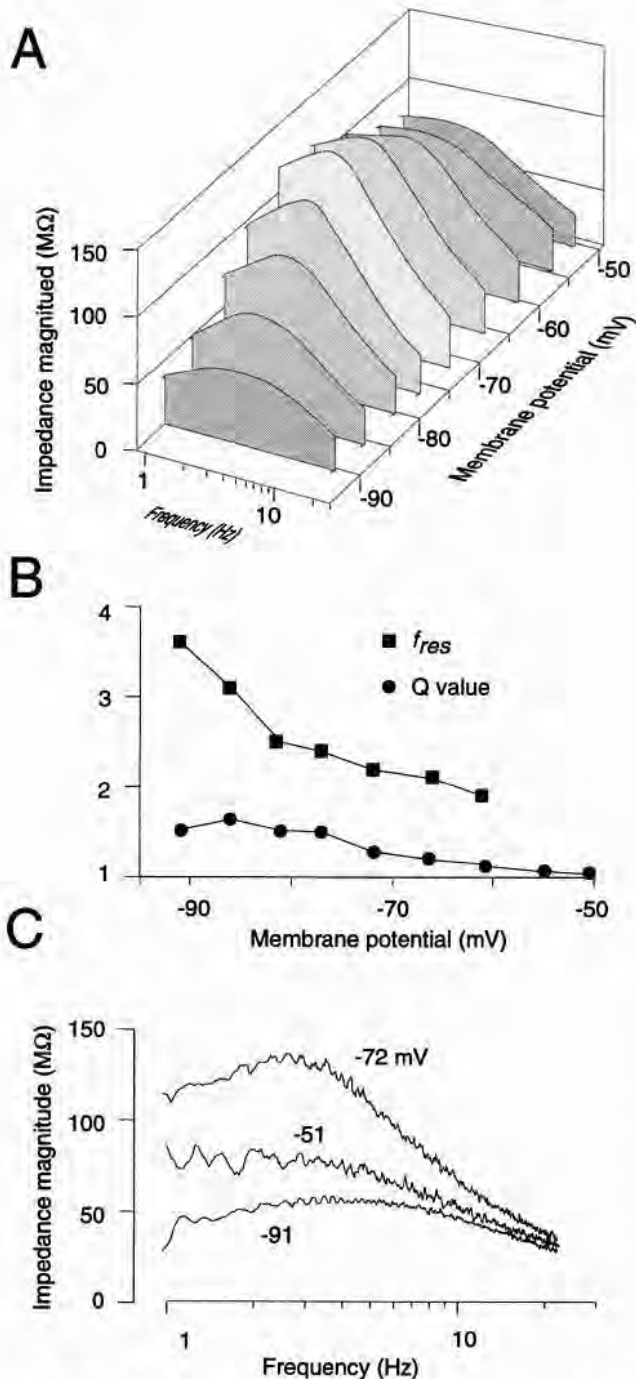 A
Impedance magnitued (MΩ)
150
100
50
0
1
10
Frequency (Hz)
-90
-80
-70
-60
-50
Membrane potential (mV)
B
4
3
2
1
fres
Q value
-90
-70
-50
Membrane potential (mV)
C
Impedance magnitude (MΩ)
150
100
50
0
-72 mV
-51
-91
1
10
Frequency (Hz)